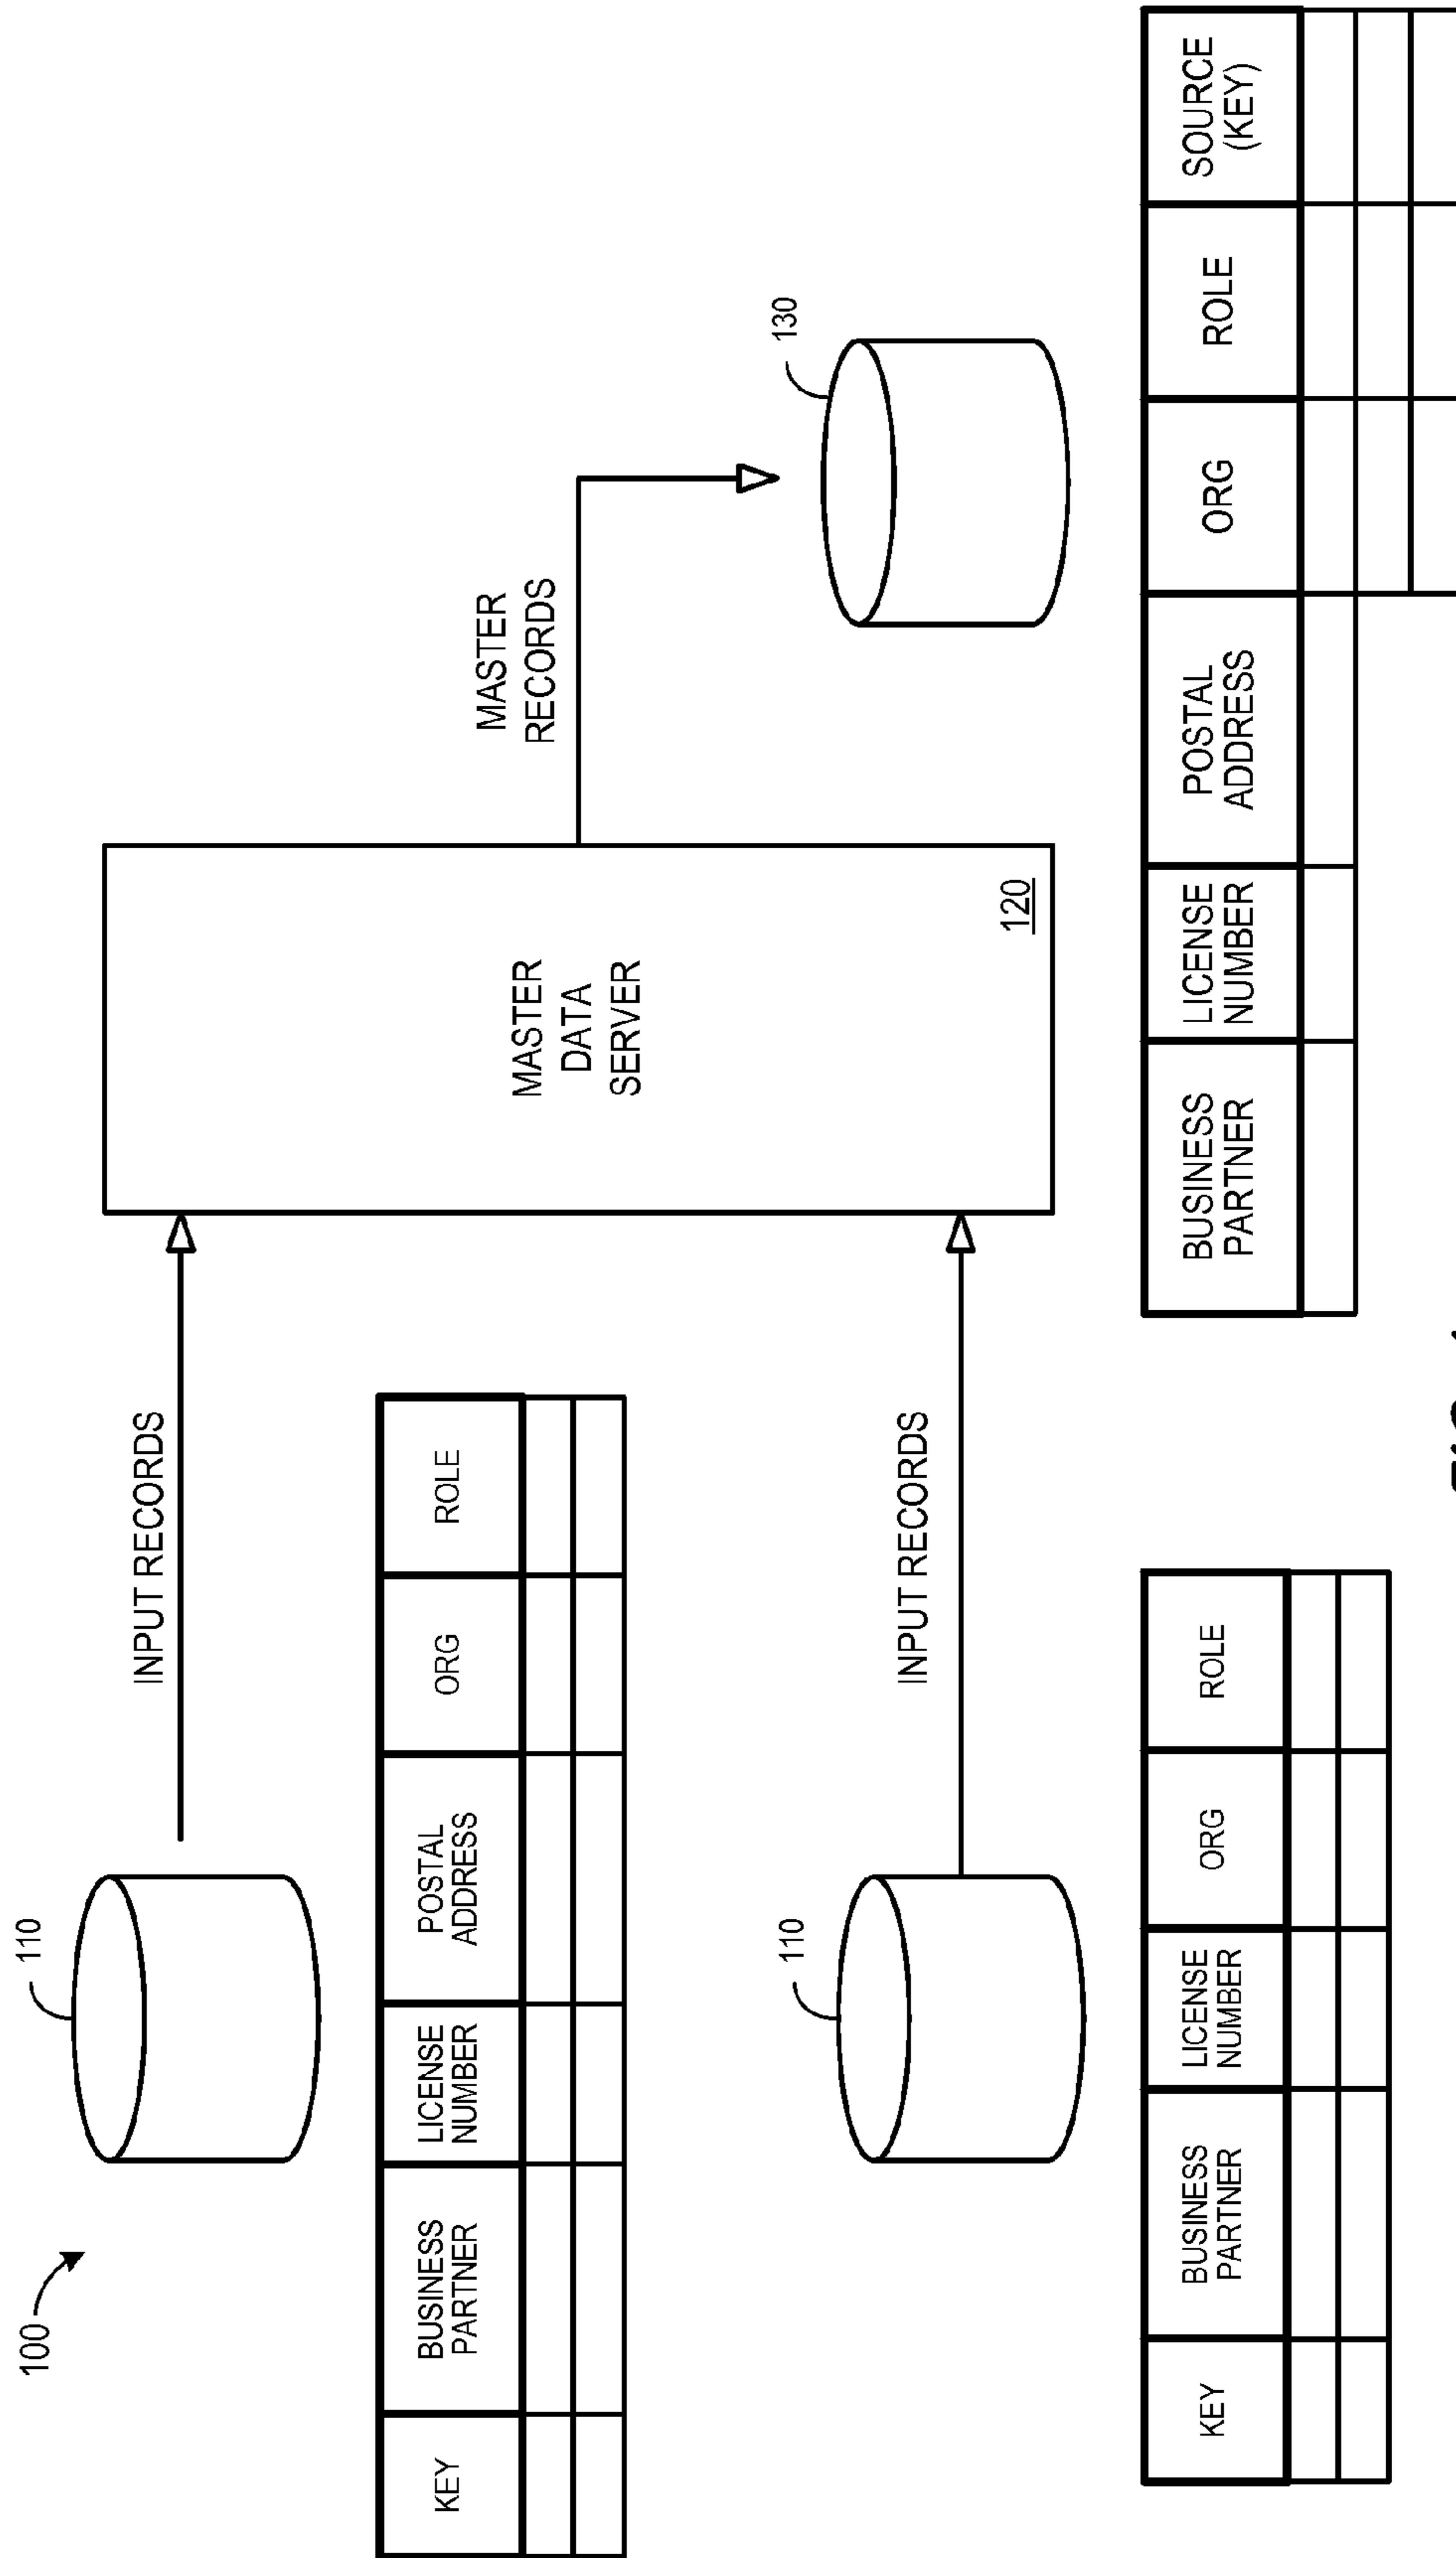 100
110
INPUT RECORDS
KEY
BUSINESS
PARTNER
LICENSE
NUMBER
POSTAL
ADDRESS
ORG
ROLE
110
INPUT RECORDS
KEY
BUSINESS
PARTNER
LICENSE
NUMBER
ORG
ROLE
MASTER
DATA
SERVER
120
MASTER
RECORDS
130
BUSINESS
PARTNER
LICENSE
NUMBER
POSTAL
ADDRESS
ORG
ROLE
SOURCE
(KEY)